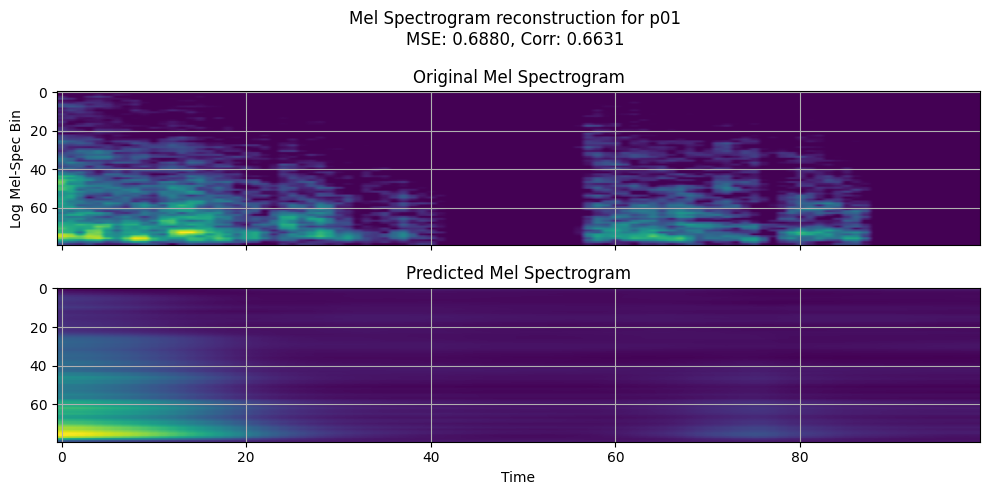 Mel Spectrogram reconstruction for p01
MSE: 0.6880, Corr: 0.6631
Original Mel Spectrogram
0
20
40
60
Log Mel-Spec Bin
Predicted Mel Spectrogram
0
20
40
60
0 20 40 60 80
Time